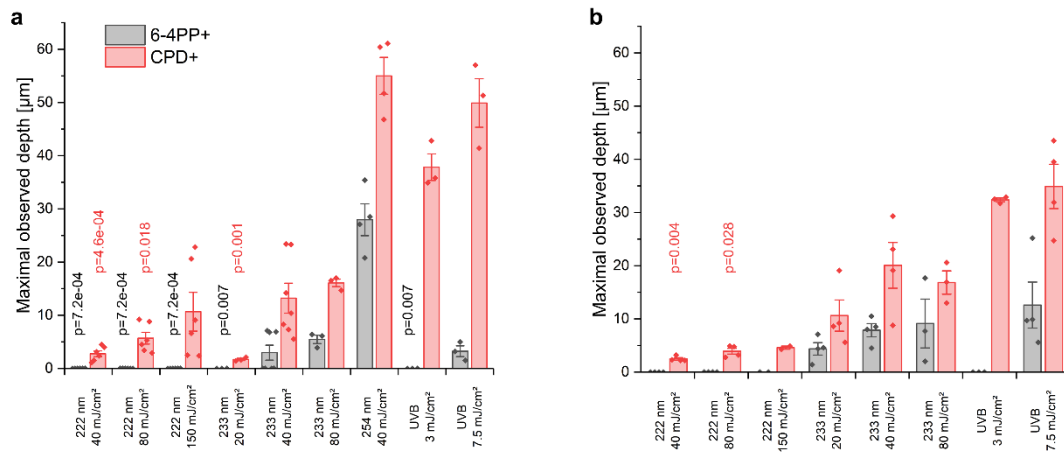 a
6-4PP+
CPD+
Maximal observed depth [µm]
60
50
40
30
20
10
0
p=7.2e-04
p=4.6e-04
p=7.2e-04
p=0.018
p=7.2e-04
p=0.007
p=0.001
p=0.007
222 nm
40 mJ/cm²
222 nm
80 mJ/cm²
222 nm
150 mJ/cm²
233 nm
20 mJ/cm²
233 nm
40 mJ/cm²
233 nm
80 mJ/cm²
254 nm
40 mJ/cm²
UVB
3 mJ/cm²
UVB
7.5 mJ/cm²
b
Maximal observed depth [µm]
60
50
40
30
20
10
0
p=0.004
p=0.028
222 nm
40 mJ/cm²
222 nm
80 mJ/cm²
222 nm
150 mJ/cm²
233 nm
20 mJ/cm²
233 nm
40 mJ/cm²
233 nm
80 mJ/cm²
UVB
3 mJ/cm²
UVB
7.5 mJ/cm²